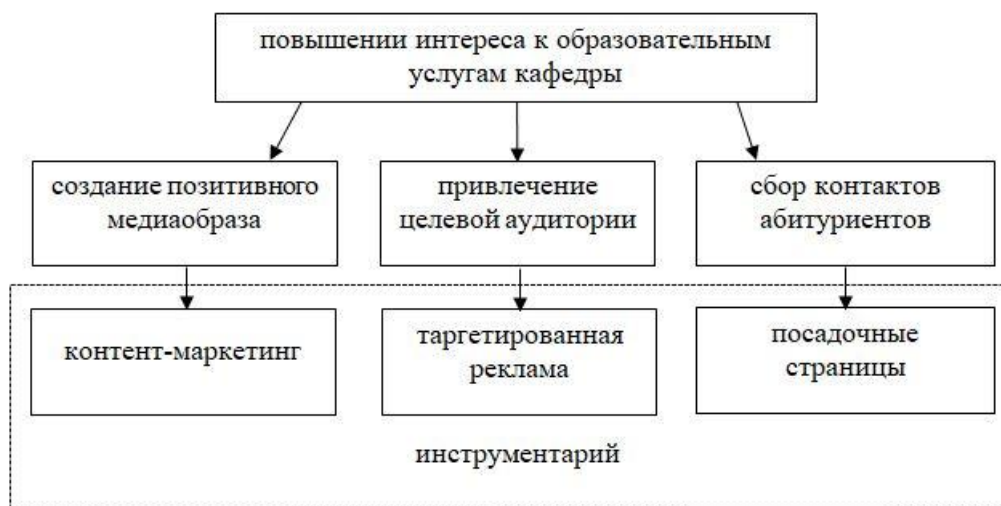 повышении интереса к образовательным
услугам кафедры
создание позитивного
медиаобраза
привлечение
целевой аудитории
сбор контактов
абитуриентов
контент-маркетинг
таргетированная
реклама
посадочные
страницы
инструментарий